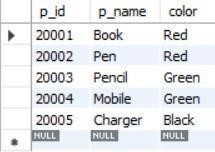 p_id p_name color
20001 Book Red
20002 Pen Red
20003 Pencil Green
20004 Mobile Green
20005 Charger Black
NULL NULL NULL